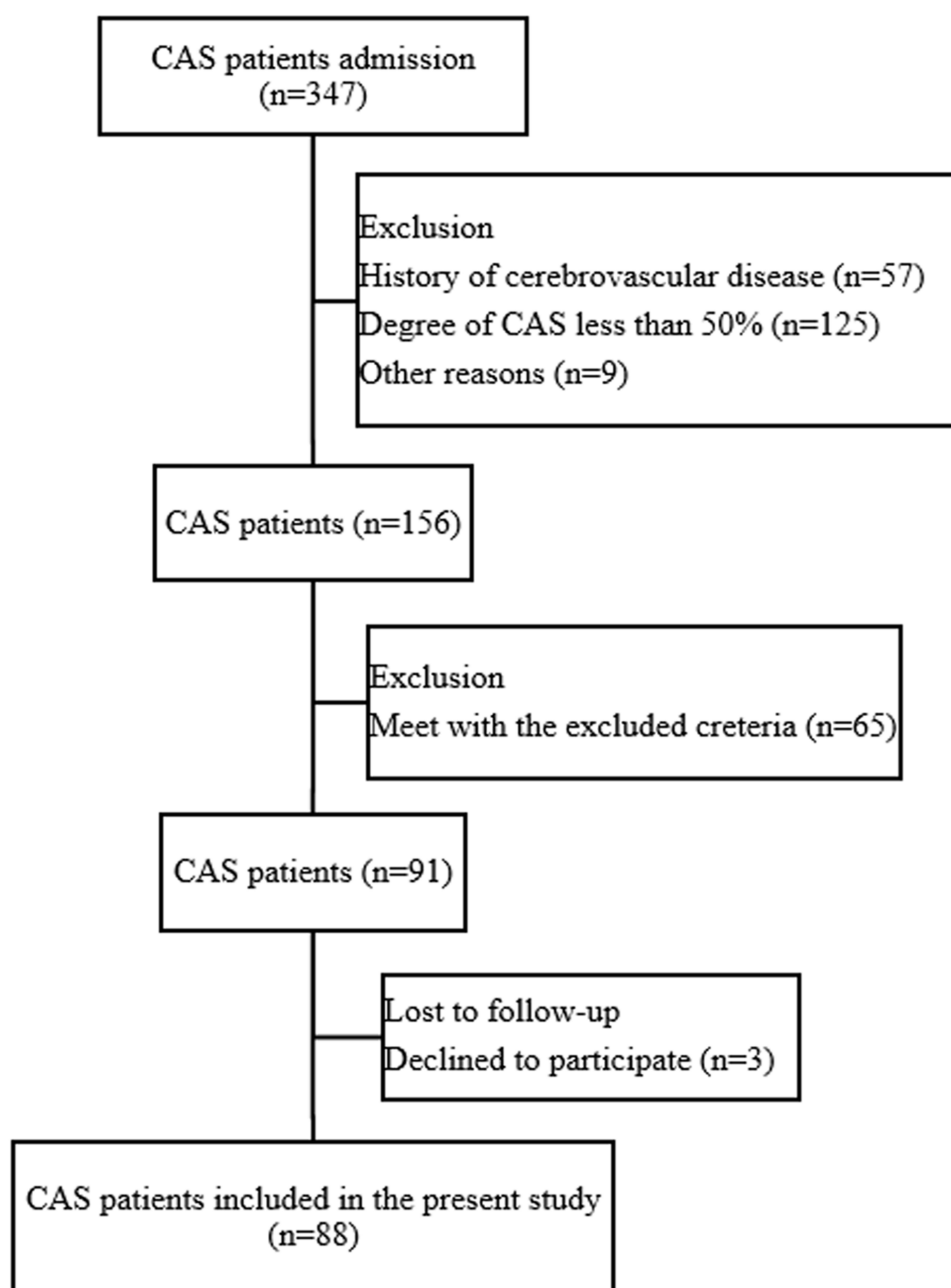 CAS patients admission
(n=347)
Exclusion
History of cerebrovascular disease (n=57)
Degree of CAS less than 50% (n=125)
Other reasons (n=9)
CAS patients (n=156)
Exclusion
Meet with the excluded creteria (n=65)
CAS patients (n=91)
Lost to follow-up
Declined to participate (n=3)
CAS patients included in the present study
(n=88)